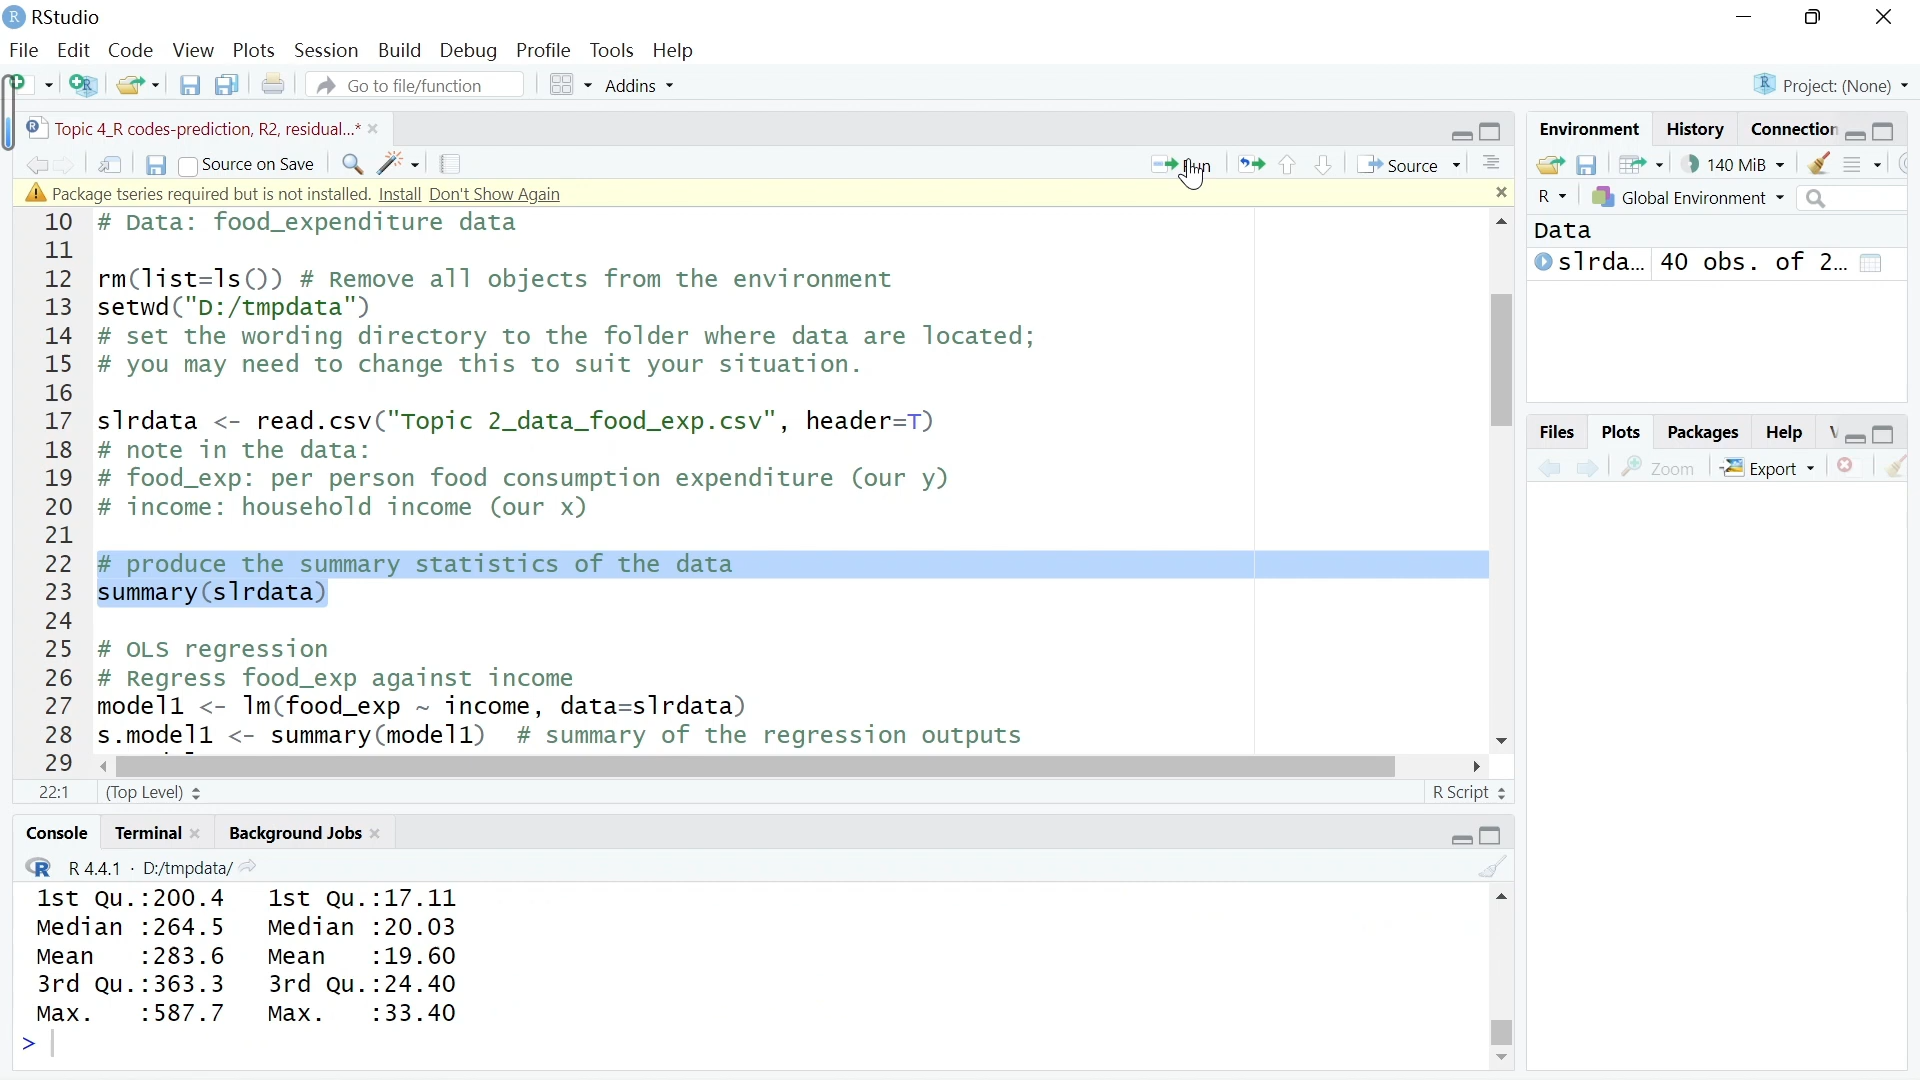 RStudio
File Edit Code View Plots Session Build Debug Profile Tools Help
Go to file/function Addins Project: (None)
Topic 4_R codes-prediction, R2, residual...*
Source on Save Run Source
Package tseries required but is not installed. Install Don't Show Again
10 # Data: food_expenditure data
11
12 rm(list=ls()) # Remove all objects from the environment
13 setwd("D:/tmpdata")
14 # set the wording directory to the folder where data are located;
15 # you may need to change this to suit your situation.
16
17 slrdata <- read.csv("Topic 2_data_food_exp.csv", header=T)
18 # note in the data:
19 # food_exp: per person food consumption expenditure (our y)
20 # income: household income (our x)
21
22 # produce the summary statistics of the data
23 summary(slrdata)
24
25 # OLS regression
26 # Regress food_exp against income
27 model1 <- lm(food_exp ~ income, data=slrdata)
28 s.model1 <- summary(model1) # summary of the regression outputs
29
22:1 (Top Level) R Script
Console Terminal Background Jobs
R 4.4.1 · D:/tmpdata/
1st Qu.:200.4 1st Qu.:17.11
Median :264.5 Median :20.03
Mean :283.6 Mean :19.60
3rd Qu.:363.3 3rd Qu.:24.40
Max. :587.7 Max. :33.40
>
Environment History Connection
140 MiB
R Global Environment
Data
slrda... 40 obs. of 2...
Files Plots Packages Help
Zoom Export